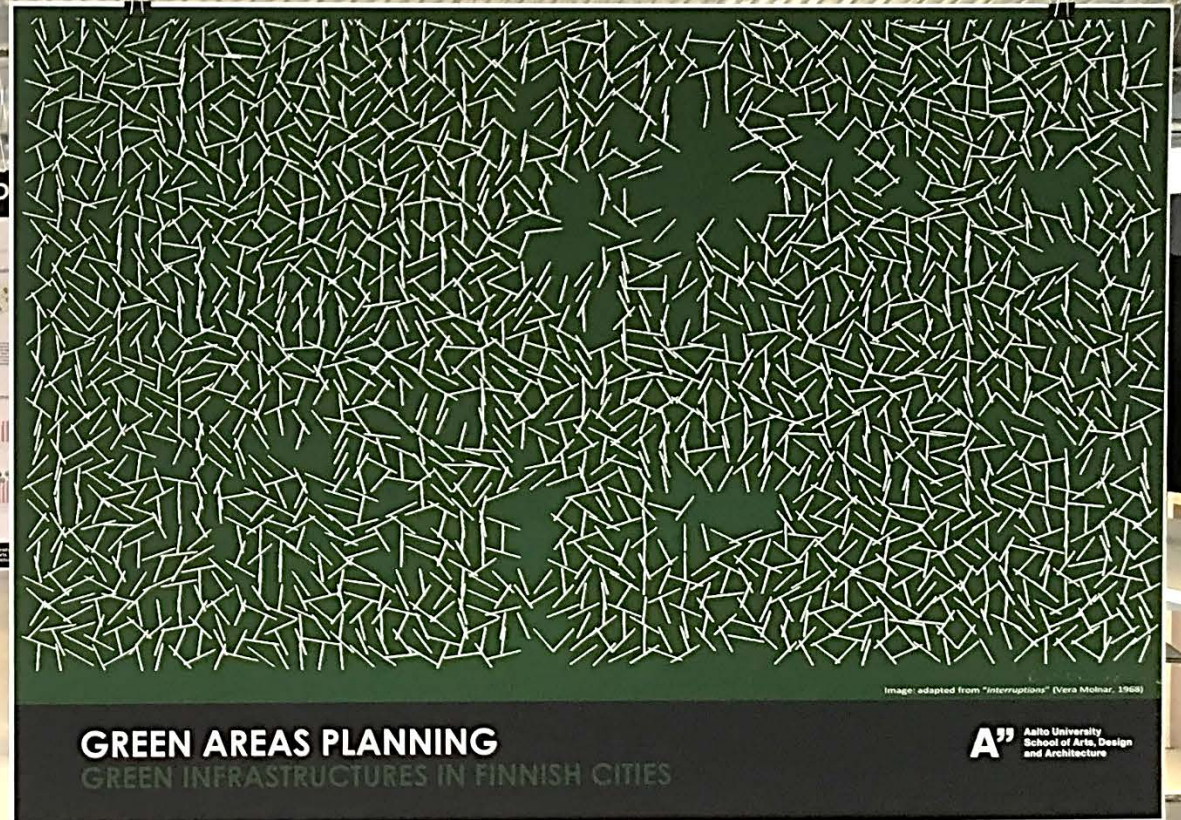 Image: adapted from "Interruptions" (Vera Molnar, 1968)
GREEN AREAS PLANNING
GREEN INFRASTRUCTURES IN FINNISH CITIES
A”
Aalto University
School of Arts, Design
and Architecture